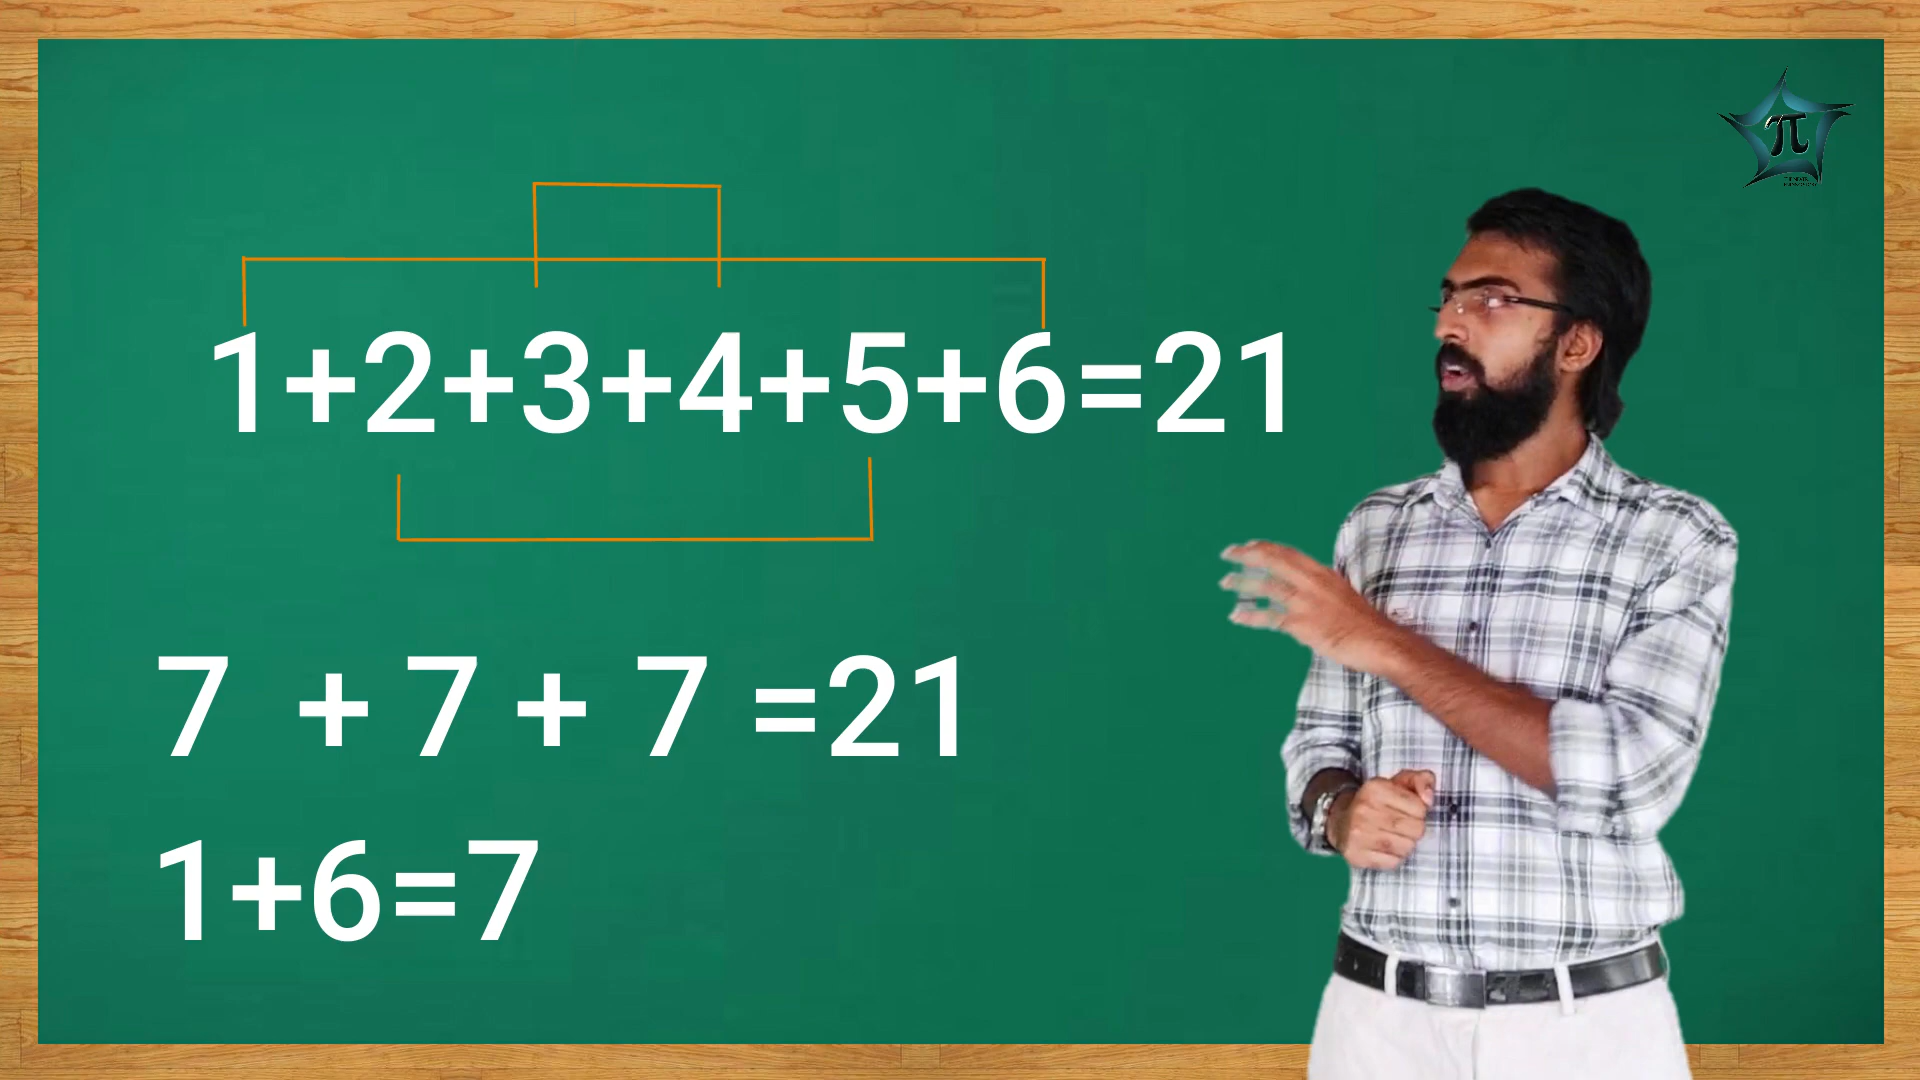 π
1+2+3+4+5+6=21
7 + 7 + 7 =21
1+6=7